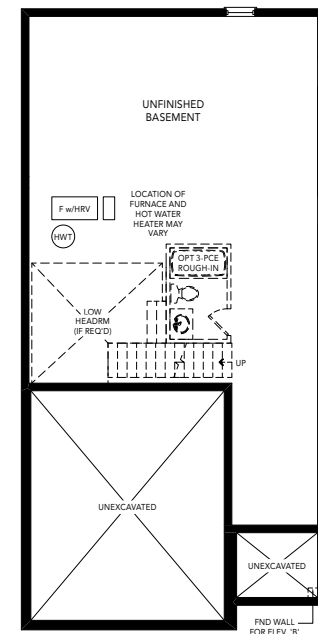 UNFINISHED
BASEMENT
LOCATION OF
FURNACE AND
HOT WATER
HEATER MAY
VARY
F w/HRV
HWT
OPT 3-PCE
ROUGH-IN
LOW
HEADRM
(IF REQ'D)
UP
UNEXCAVATED
UNEXCAVATED
FND WALL
FOR ELEV. 'B'